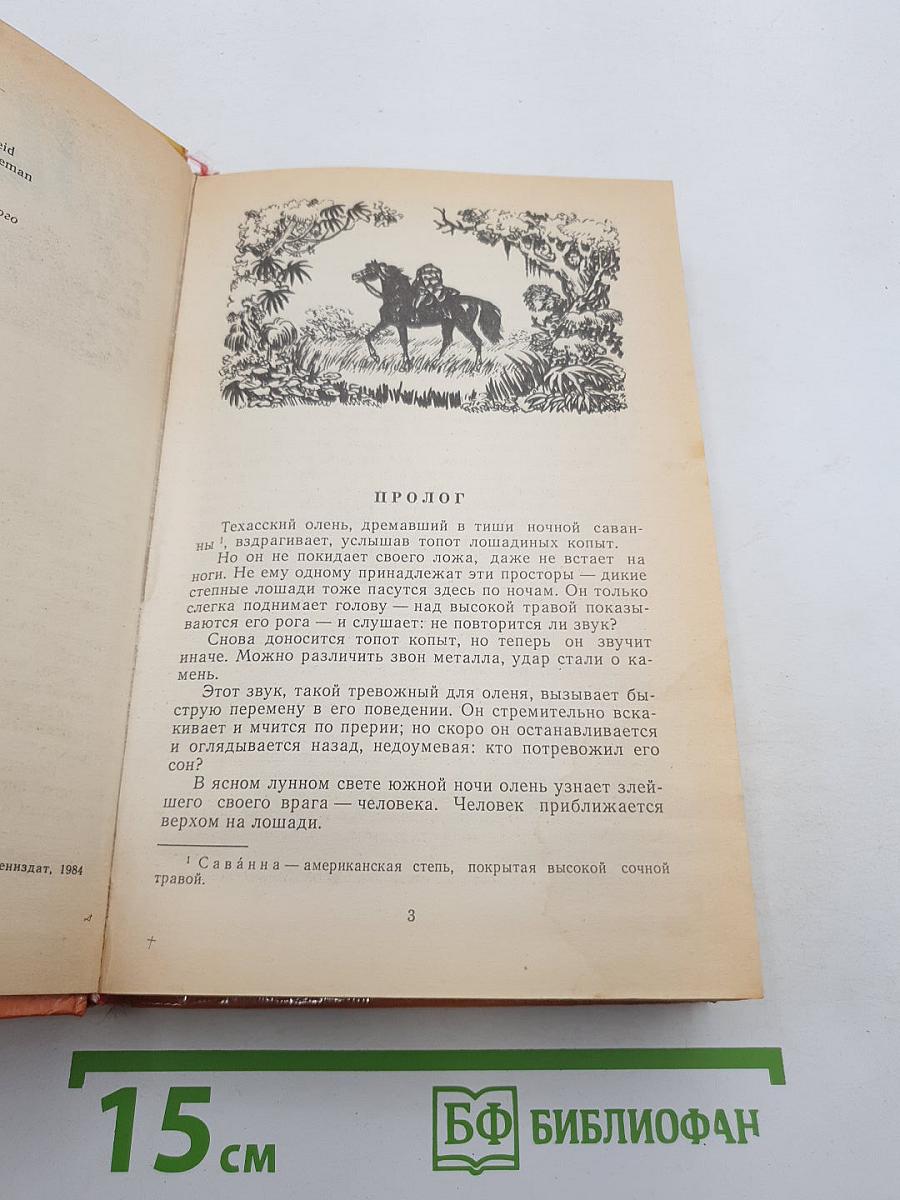 eid
eman
ого
ениздат, 1984
ПРОЛОГ
Техасский олень, дремавший в тиши ночной саван-
ны ¹, вздрагивает, услышав топот лошадиных копыт.
Но он не покидает своего ложа, даже не встает на
ноги. Не ему одному принадлежат эти просторы — дикие
степные лошади тоже пасутся здесь по ночам. Он только
слегка поднимает голову — над высокой травой показы-
ваются его рога — и слушает: не повторится ли звук?
Снова доносится топот копыт, но теперь он звучит
иначе. Можно различить звон металла, удар стали о ка-
мень.
Этот звук, такой тревожный для оленя, вызывает бы-
струю перемену в его поведении. Он стремительно вска-
кивает и мчится по прерии; но скоро он останавливается
и оглядывается назад, недоумевая: кто потревожил его
сон?
В ясном лунном свете южной ночи олень узнает злей-
шего своего врага — человека. Человек приближается
верхом на лошади.
¹ Сава́нна — американская степь, покрытая высокой сочной
травой.
3
15 см
БФ БИБЛИОФАН